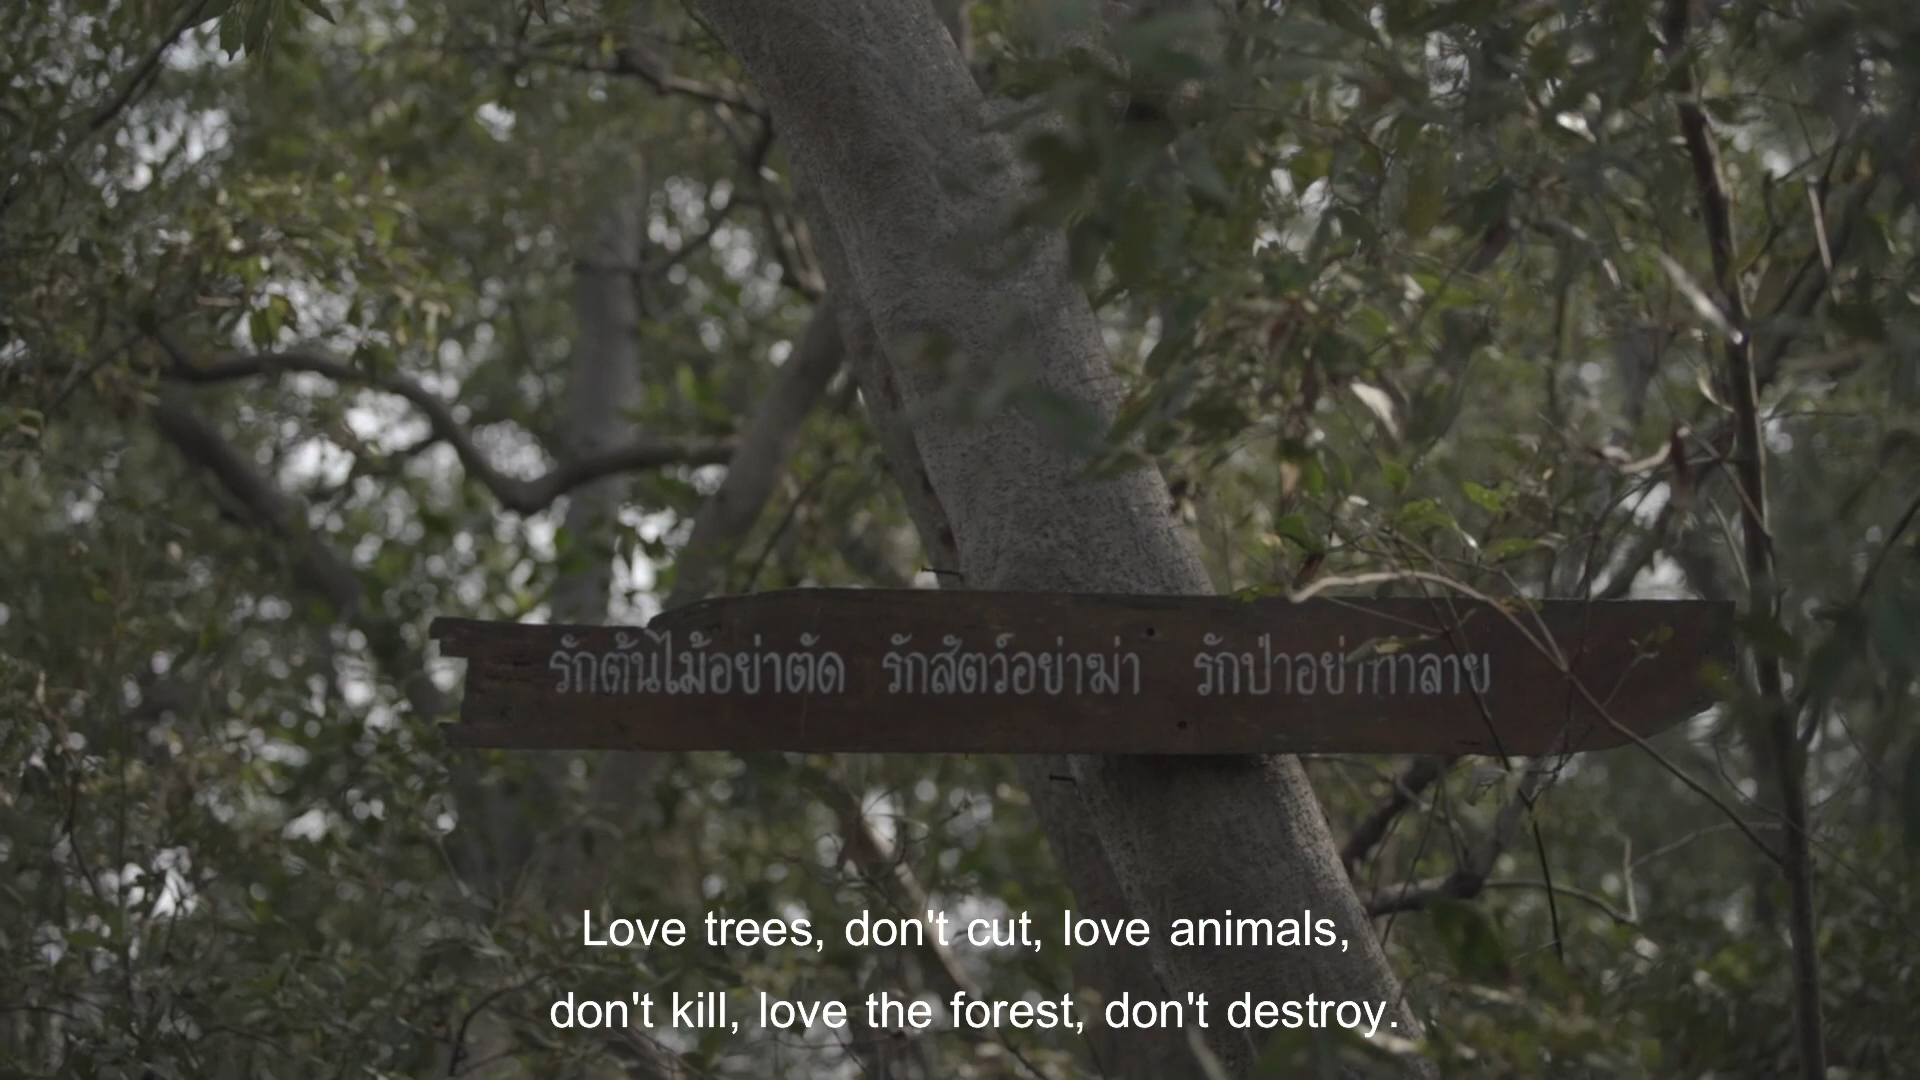 รักต้นไม้อย่าตัด รักสัตว์อย่าฆ่า รักป่าอย่าทำลาย
Love trees, don't cut, love animals,
don't kill, love the forest, don't destroy.